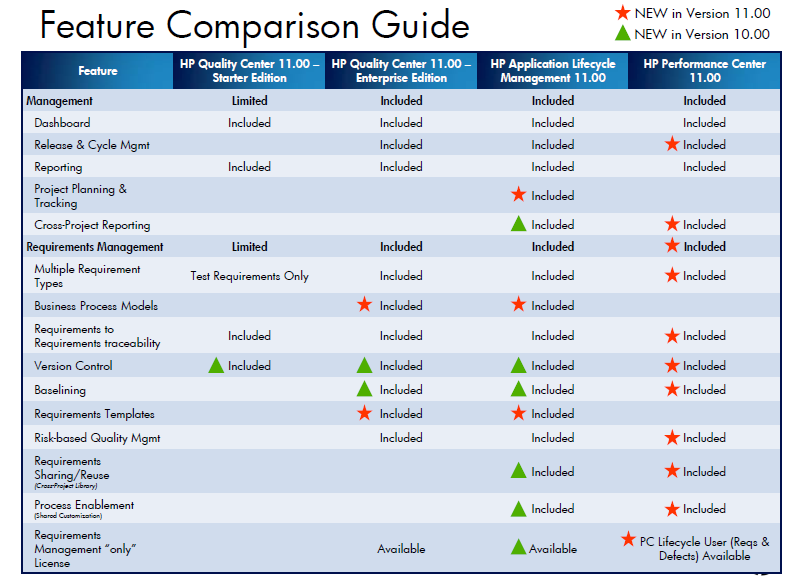 Feature Comparison Guide
NEW in Version 11.00
NEW in Version 10.00
Feature
HP Quality Center 11.00 –
Starter Edition
HP Quality Center 11.00 –
Enterprise Edition
HP Application Lifecycle
Management 11.00
HP Performance Center
11.00
Management Limited Included Included Included
Dashboard Included Included Included Included
Release & Cycle Mgmt Included Included Included
Reporting Included Included Included Included
Project Planning &
Tracking
Included
Cross-Project Reporting Included Included
Requirements Management Limited Included Included Included
Multiple Requirement
Types
Test Requirements Only Included Included Included
Business Process Models Included Included
Requirements to
Requirements traceability
Included Included Included Included
Version Control Included Included Included Included
Baselining Included Included Included
Requirements Templates Included Included
Risk-based Quality Mgmt Included Included Included
Requirements
Sharing/Reuse
(Cross-Project Library)
Included Included
Process Enablement
(Shared Customization)
Included Included
Requirements
Management "only"
License
Available Available
PC Lifecycle User (Reqs &
Defects) Available